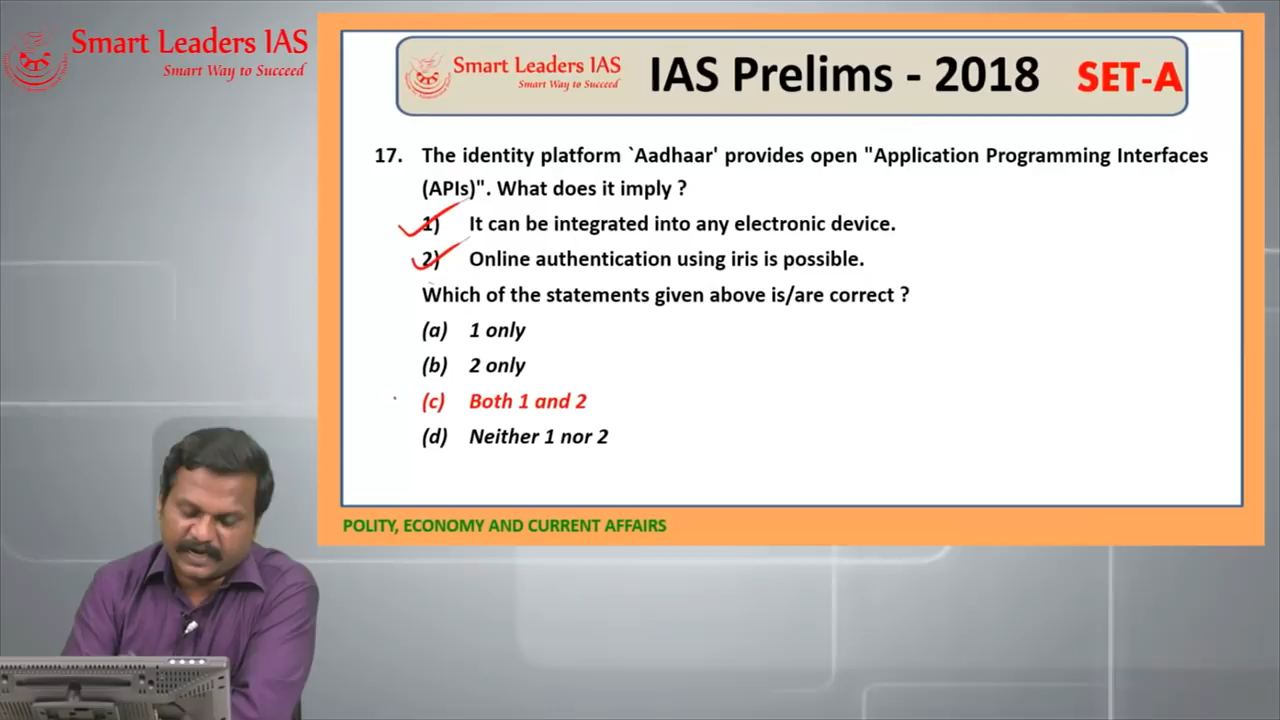 Smart Leaders IAS
Smart Way to Succeed
Smart Leaders IAS
Smart Way to Succeed
IAS Prelims - 2018 SET-A
17. The identity platform `Aadhaar' provides open "Application Programming Interfaces
(APIs)". What does it imply ?
1) It can be integrated into any electronic device.
2) Online authentication using iris is possible.
Which of the statements given above is/are correct ?
(a) 1 only
(b) 2 only
(c) Both 1 and 2
(d) Neither 1 nor 2
POLITY, ECONOMY AND CURRENT AFFAIRS